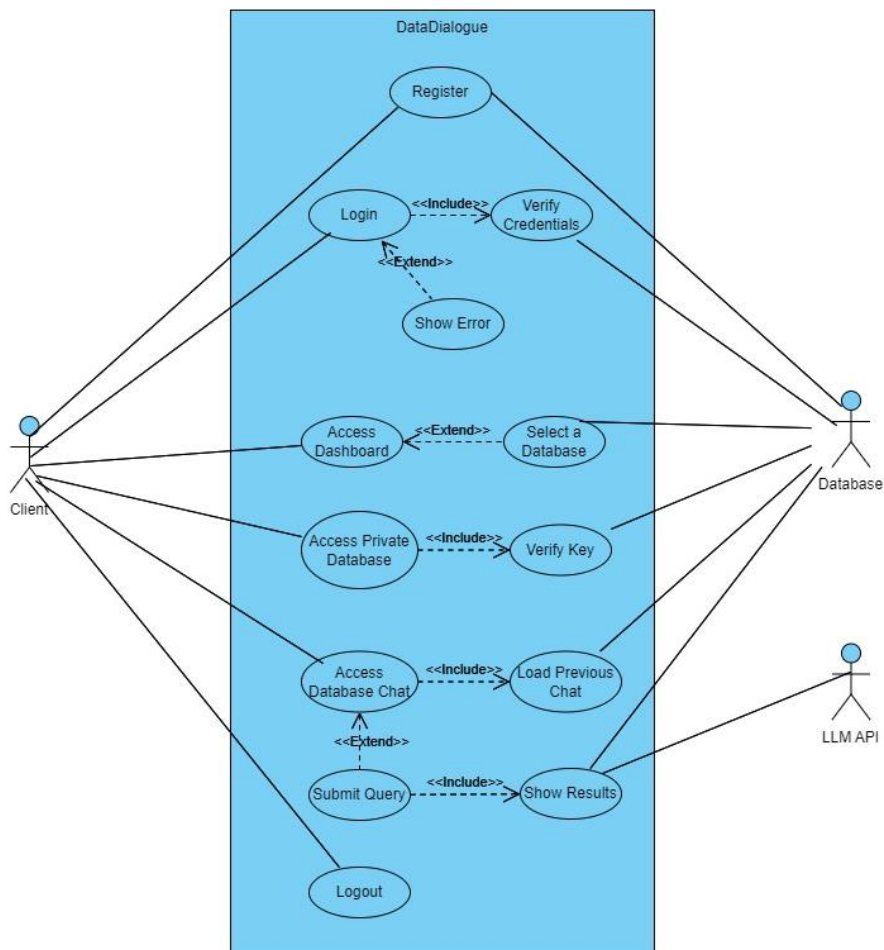 DataDialogue
Register
<<Include>>
Login
Verify
Credentials
<<Extend>>
Show Error
Access
Dashboard
<<Extend>>
Select a
Database
Client
Database
Access Private
Database
<<Include>>
Verify Key
Access
Database Chat
<<Include>>
Load Previous
Chat
<<Extend>>
LLM API
Submit Query
<<Include>>
Show Results
Logout